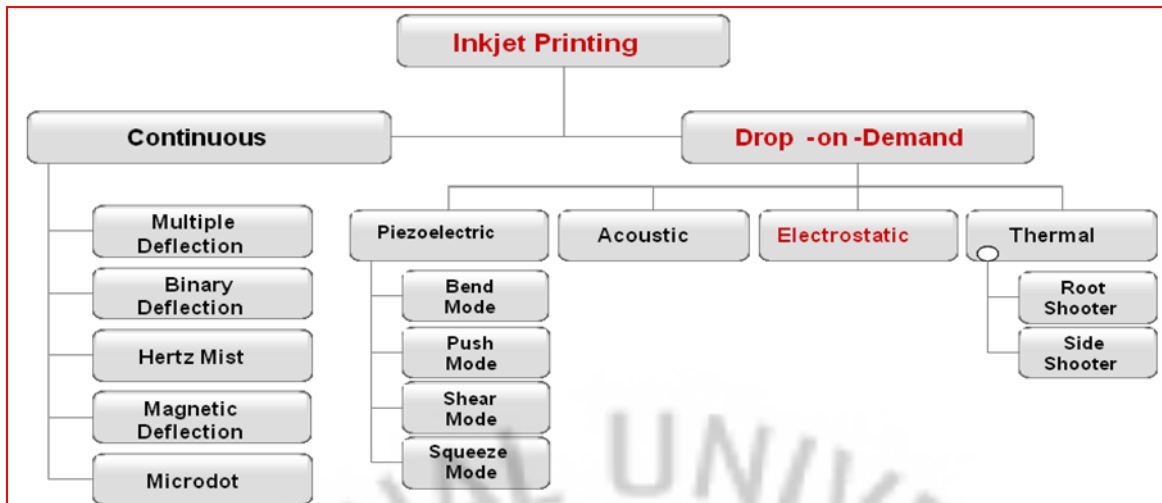 Inkjet Printing
Continuous
Drop -on -Demand
Multiple
Deflection
Binary
Deflection
Hertz Mist
Magnetic
Deflection
Microdot
Piezoelectric
Acoustic
Electrostatic
Thermal
Bend
Mode
Push
Mode
Shear
Mode
Squeeze
Mode
Root
Shooter
Side
Shooter